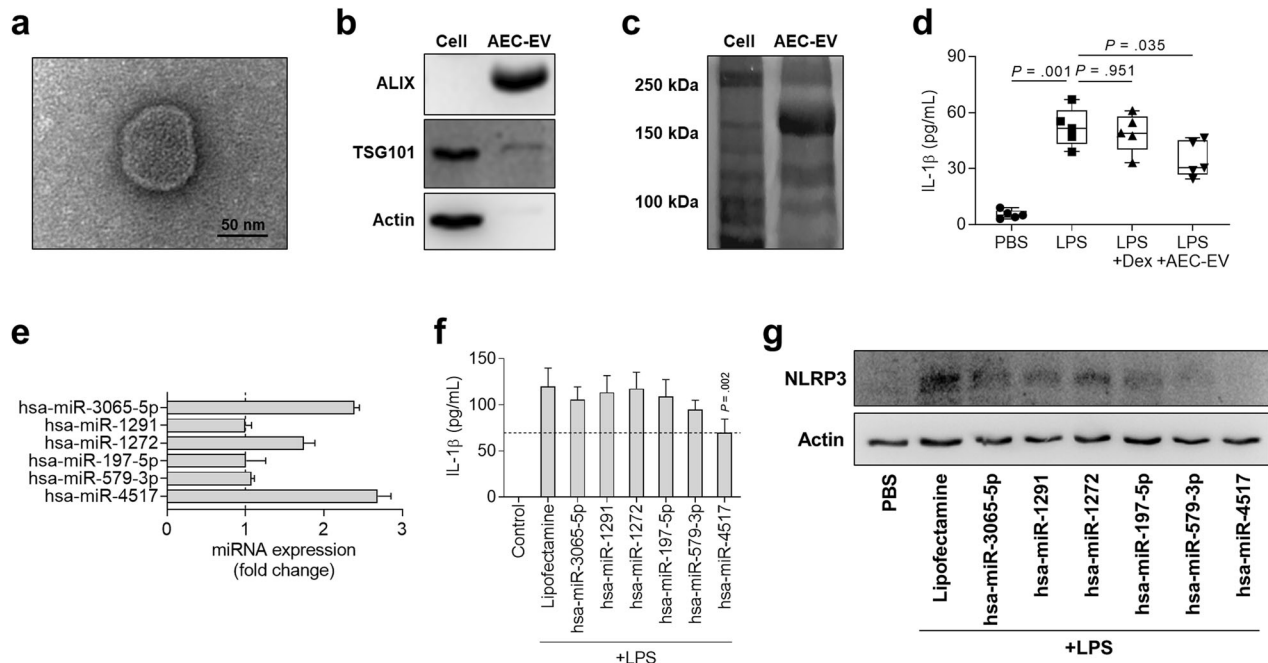 a
50 nm
b
Cell
AEC-EV
ALIX
TSG101
Actin
c
Cell
AEC-EV
250 kDa
150 kDa
100 kDa
d
P = .035
P = .001
P = .951
IL-1β (pg/mL)
90
60
30
0
PBS
LPS
LPS
+Dex
LPS
+AEC-EV
e
hsa-miR-3065-5p
hsa-miR-1291
hsa-miR-1272
hsa-miR-197-5p
hsa-miR-579-3p
hsa-miR-4517
0
1
2
3
miRNA expression
(fold change)
f
IL-1β (pg/mL)
150
100
50
0
P = .002
Control
Lipofectamine
hsa-miR-3065-5p
hsa-miR-1291
hsa-miR-1272
hsa-miR-197-5p
hsa-miR-579-3p
hsa-miR-4517
+LPS
g
NLRP3
Actin
PBS
Lipofectamine
hsa-miR-3065-5p
hsa-miR-1291
hsa-miR-1272
hsa-miR-197-5p
hsa-miR-579-3p
hsa-miR-4517
+LPS